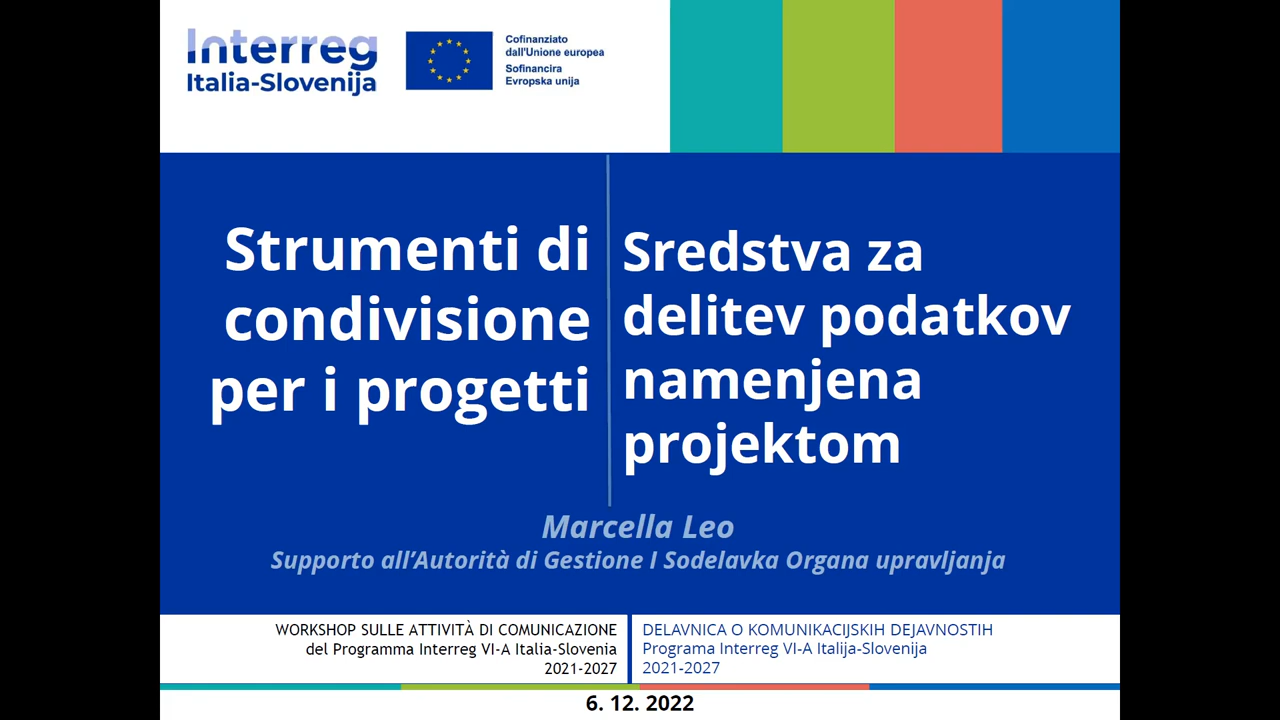 Interreg
Italia-Slovenija
Cofinanziato
dall'Unione europea
Sofinancira
Evropska unija
Strumenti di
condivisione
per i progetti
Sredstva za
delitev podatkov
namenjena
projektom
Marcella Leo
Supporto all’Autorità di Gestione I Sodelavka Organa upravljanja
WORKSHOP SULLE ATTIVITÀ DI COMUNICAZIONE
del Programma Interreg VI-A Italia-Slovenia
2021-2027
DELAVNICA O KOMUNIKACIJSKIH DEJAVNOSTIH
Programa Interreg VI-A Italija-Slovenija
2021-2027
6. 12. 2022